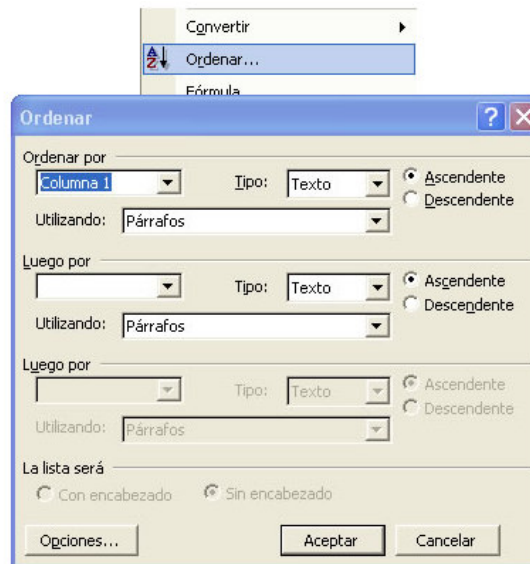 Convertir
Ordenar...
Fórmula
Ordenar
Ordenar por
Columna 1 Tipo: Texto Ascendente
Descendente
Utilizando: Párrafos
Luego por
Tipo: Texto Ascendente
Descendente
Utilizando: Párrafos
Luego por
Tipo: Texto Ascendente
Descendente
Utilizando: Párrafos
La lista será
Con encabezado Sin encabezado
Opciones... Aceptar Cancelar